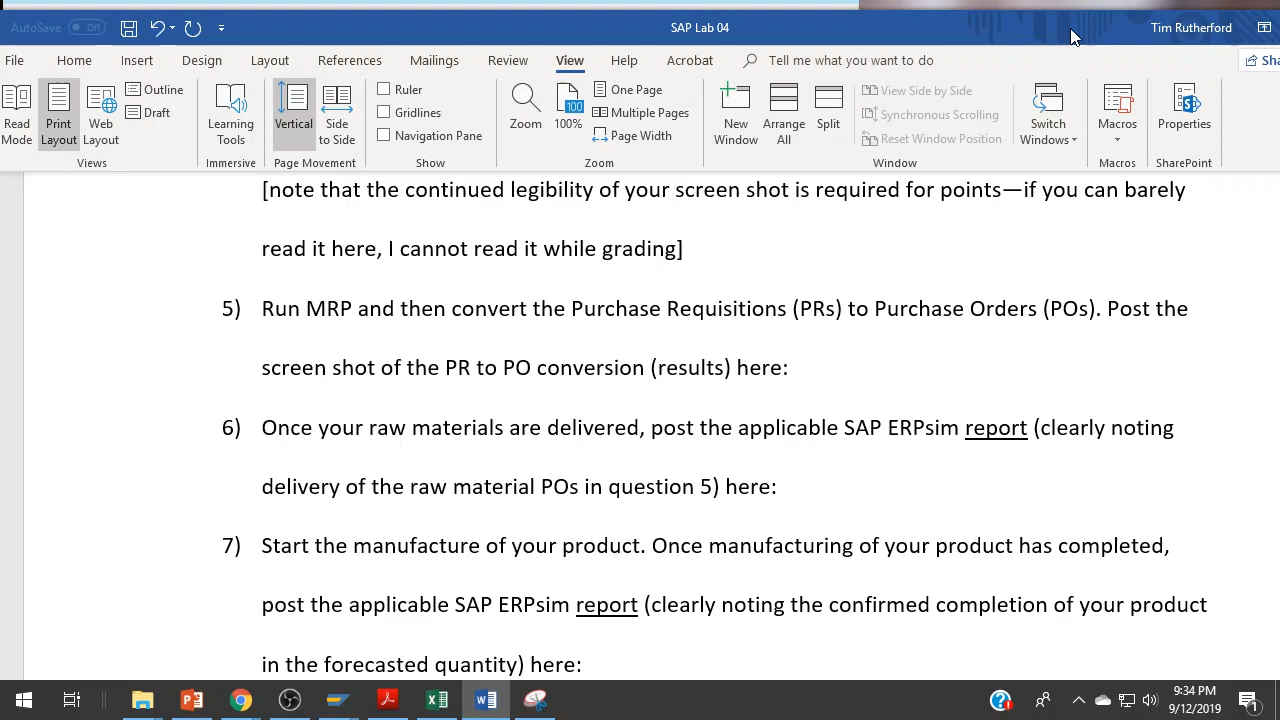 AutoSave Off
SAP Lab 04
Tim Rutherford
File Home Insert Design Layout References Mailings Review View Help Acrobat Tell me what you want to do Sha
Read Mode
Print Layout
Web Layout
Outline
Draft
Views
Learning Tools
Immersive
Vertical
Side to Side
Page Movement
Ruler
Gridlines
Navigation Pane
Show
Zoom
100
100%
One Page
Multiple Pages
Page Width
Zoom
New Window
Arrange All
Split
View Side by Side
Synchronous Scrolling
Reset Window Position
Switch Windows
Window
Macros
Macros
Properties
SharePoint
[note that the continued legibility of your screen shot is required for points—if you can barely
read it here, I cannot read it while grading]
5) Run MRP and then convert the Purchase Requisitions (PRs) to Purchase Orders (POs). Post the
screen shot of the PR to PO conversion (results) here:
6) Once your raw materials are delivered, post the applicable SAP ERPsim report (clearly noting
delivery of the raw material POs in question 5) here:
7) Start the manufacture of your product. Once manufacturing of your product has completed,
post the applicable SAP ERPsim report (clearly noting the confirmed completion of your product
in the forecasted quantity) here:
9:34 PM
9/12/2019
1